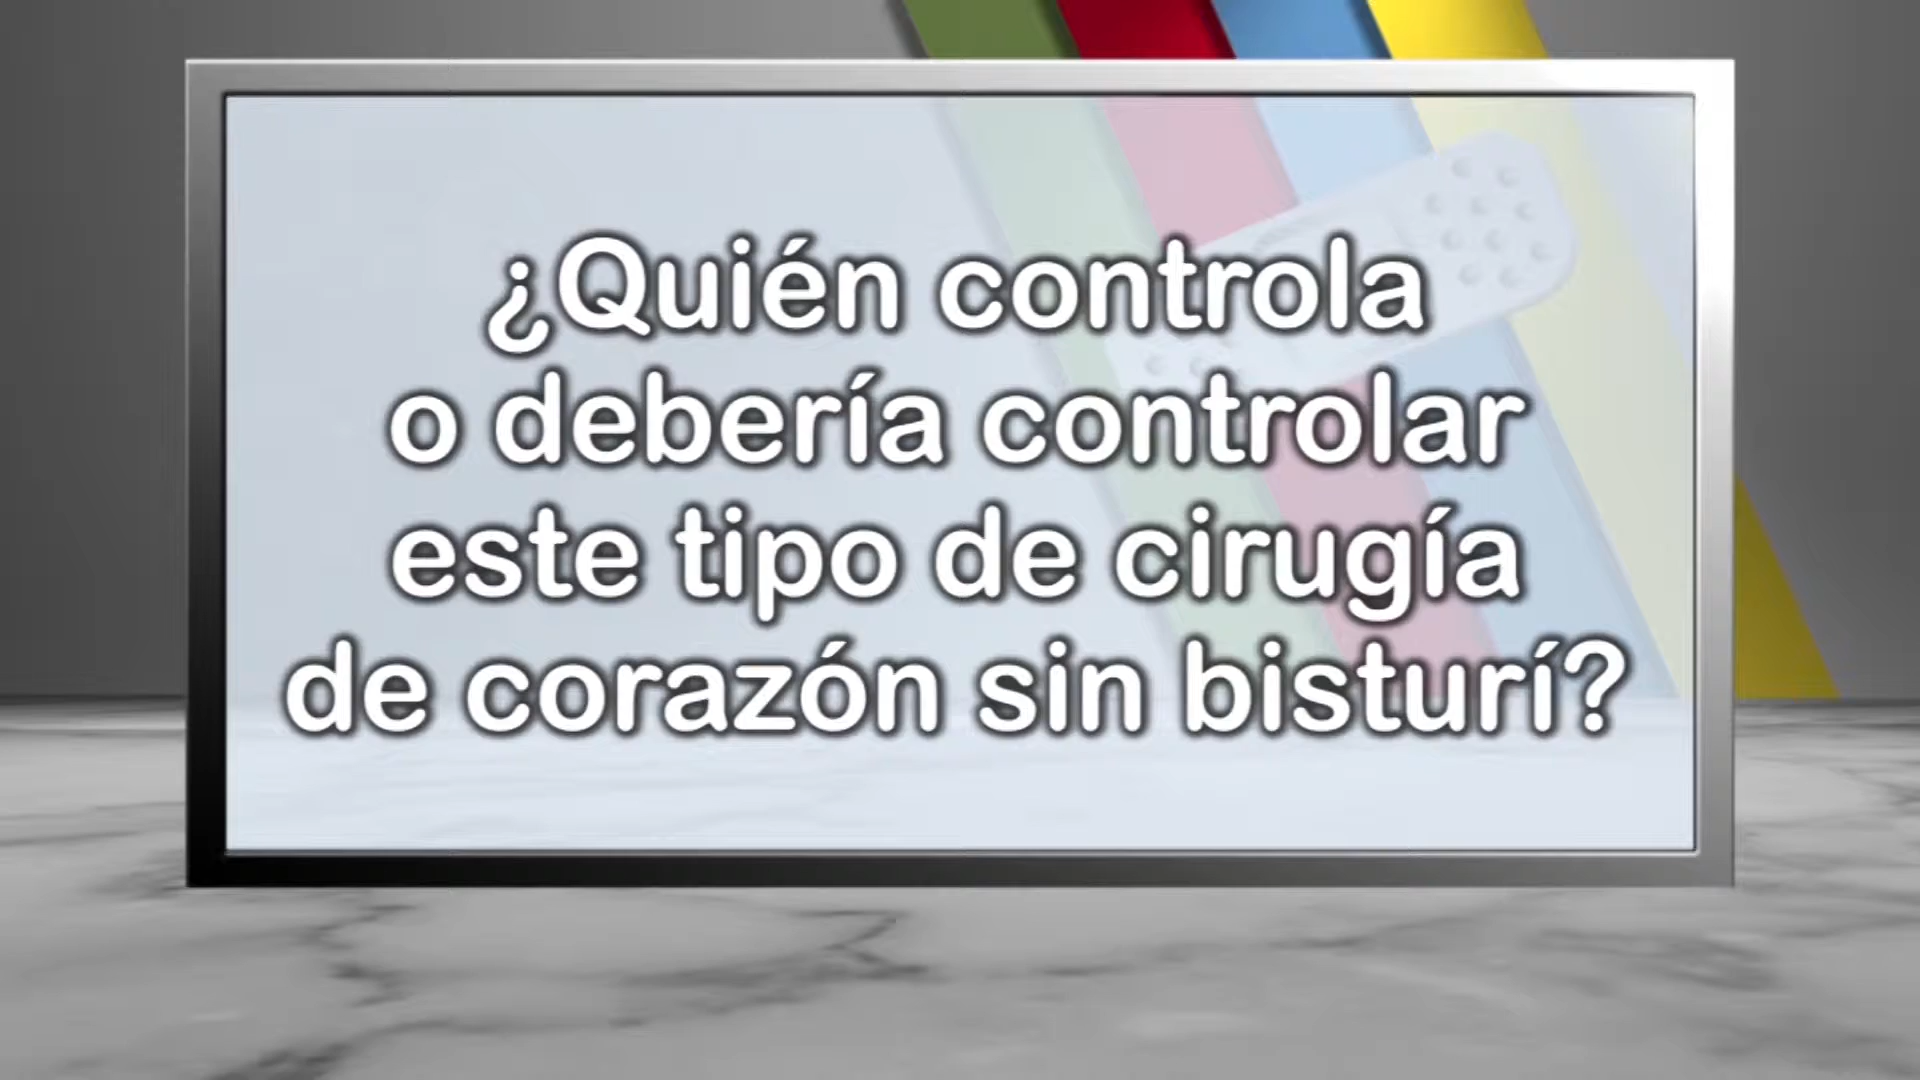 ¿Quién controla
o debería controlar
este tipo de cirugía
de corazón sin bisturí?